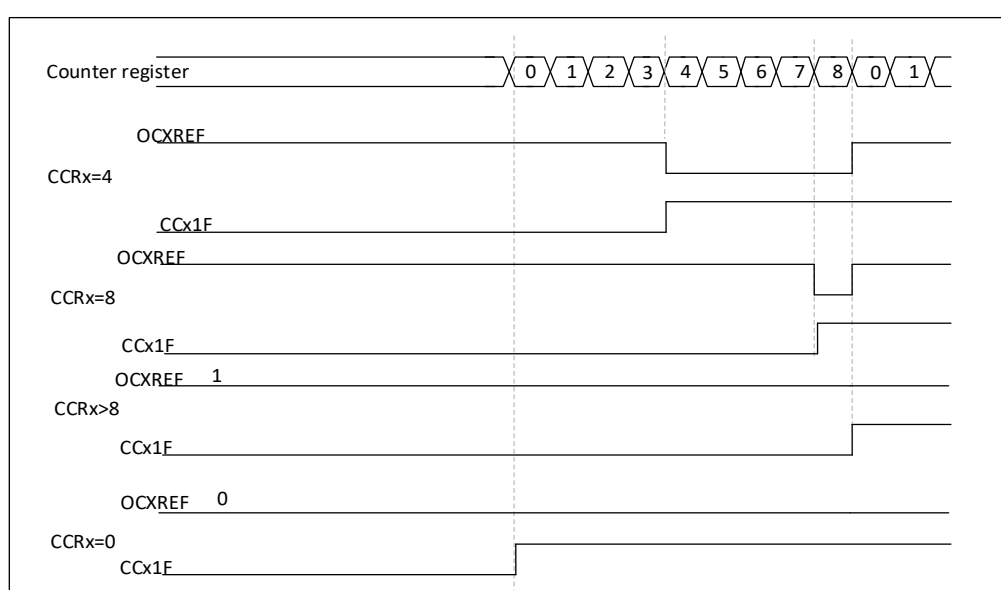 Counter register 0 1 2 3 4 5 6 7 8 0 1
OCXREF
CCRx=4
CCx1F
OCXREF
CCRx=8
CCx1F
OCXREF 1
CCRx>8
CCx1F
OCXREF 0
CCRx=0
CCx1F